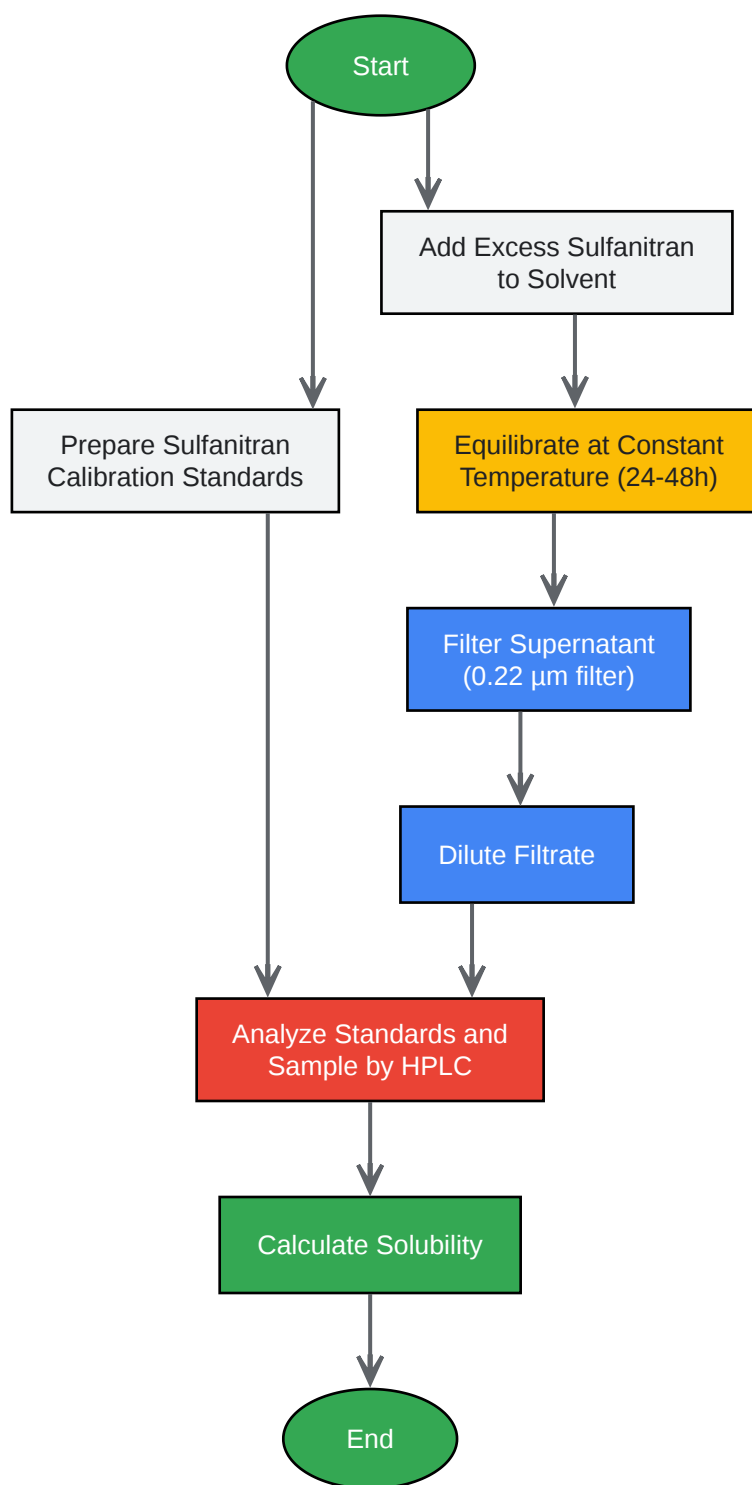 Start
Add Excess Sulfanitran
to Solvent
Prepare Sulfanitran
Calibration Standards
Equilibrate at Constant
Temperature (24-48h)
Filter Supernatant
(0.22 µm filter)
Dilute Filtrate
Analyze Standards and
Sample by HPLC
Calculate Solubility
End